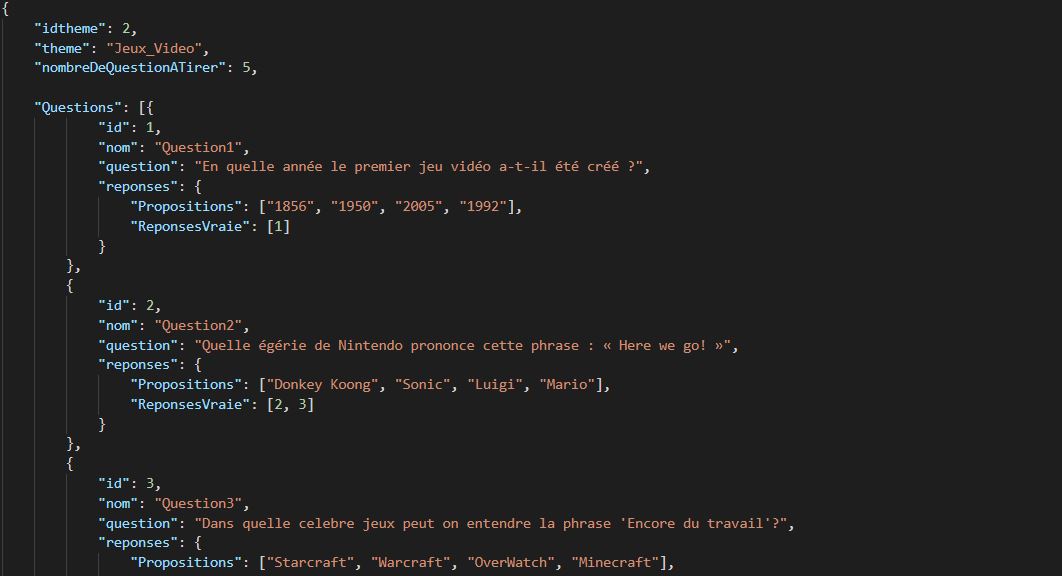 {
"idtheme": 2,
"theme": "Jeux_Video",
"nombreDeQuestionATirer": 5,
"Questions": [{
"id": 1,
"nom": "Question1",
"question": "En quelle année le premier jeu vidéo a-t-il été créé ?",
"reponses": {
"Propositions": ["1856", "1950", "2005", "1992"],
"ReponsesVraie": [1]
}
},
{
"id": 2,
"nom": "Question2",
"question": "Quelle égérie de Nintendo prononce cette phrase : « Here we go! »",
"reponses": {
"Propositions": ["Donkey Koong", "Sonic", "Luigi", "Mario"],
"ReponsesVraie": [2, 3]
}
},
{
"id": 3,
"nom": "Question3",
"question": "Dans quelle celebre jeux peut on entendre la phrase 'Encore du travail'?",
"reponses": {
"Propositions": ["Starcraft", "Warcraft", "OverWatch", "Minecraft"],